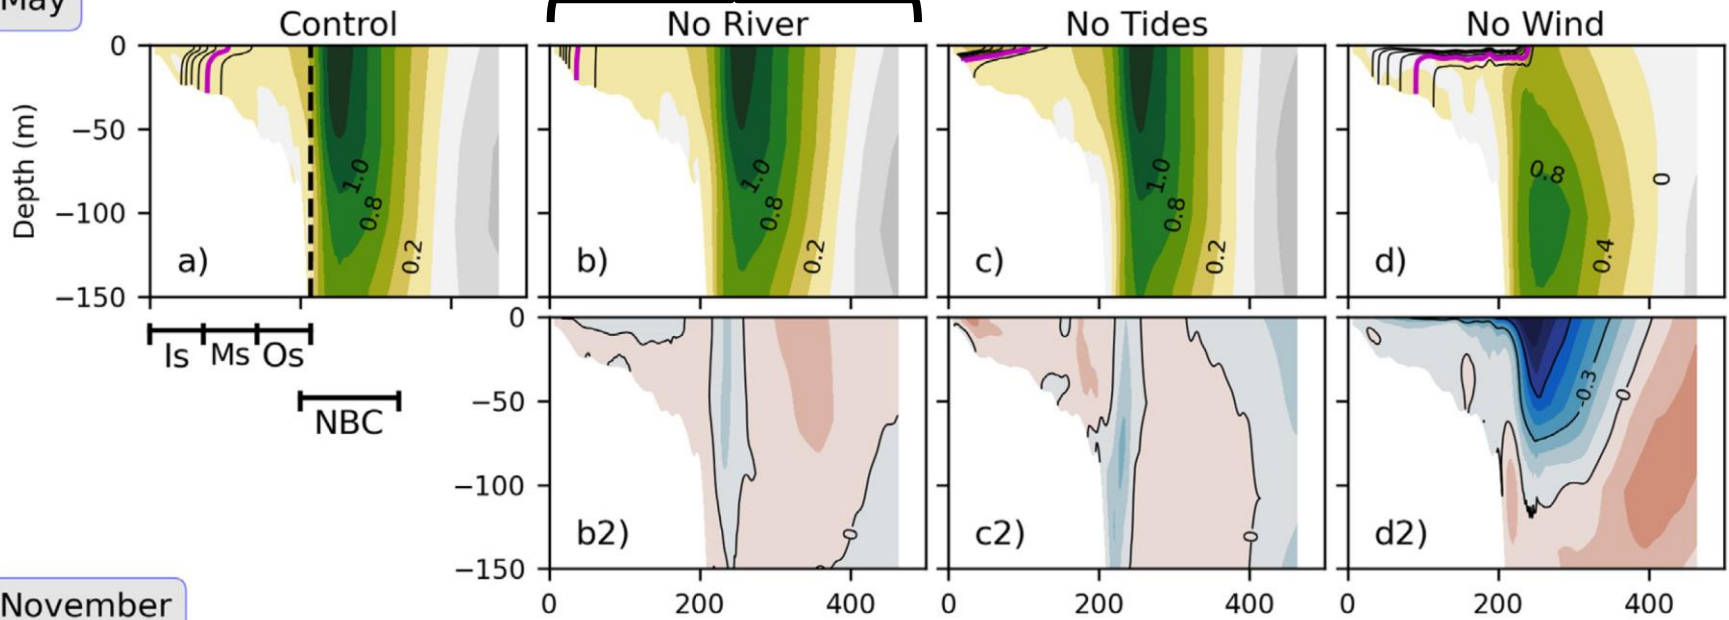 May
Control
No River
No Tides
No Wind
Depth (m)
0
−50
−100
−150
1.0
0.8
0.2
a)
1.0
0.8
0.2
b)
1.0
0.8
0.2
c)
0.8
0.4
0
d)
Is Ms Os
NBC
0
−50
−100
−150
b2)
0
c2)
0
d2)
-0.3
0
0 200 400
0 200 400
0 200 400
November